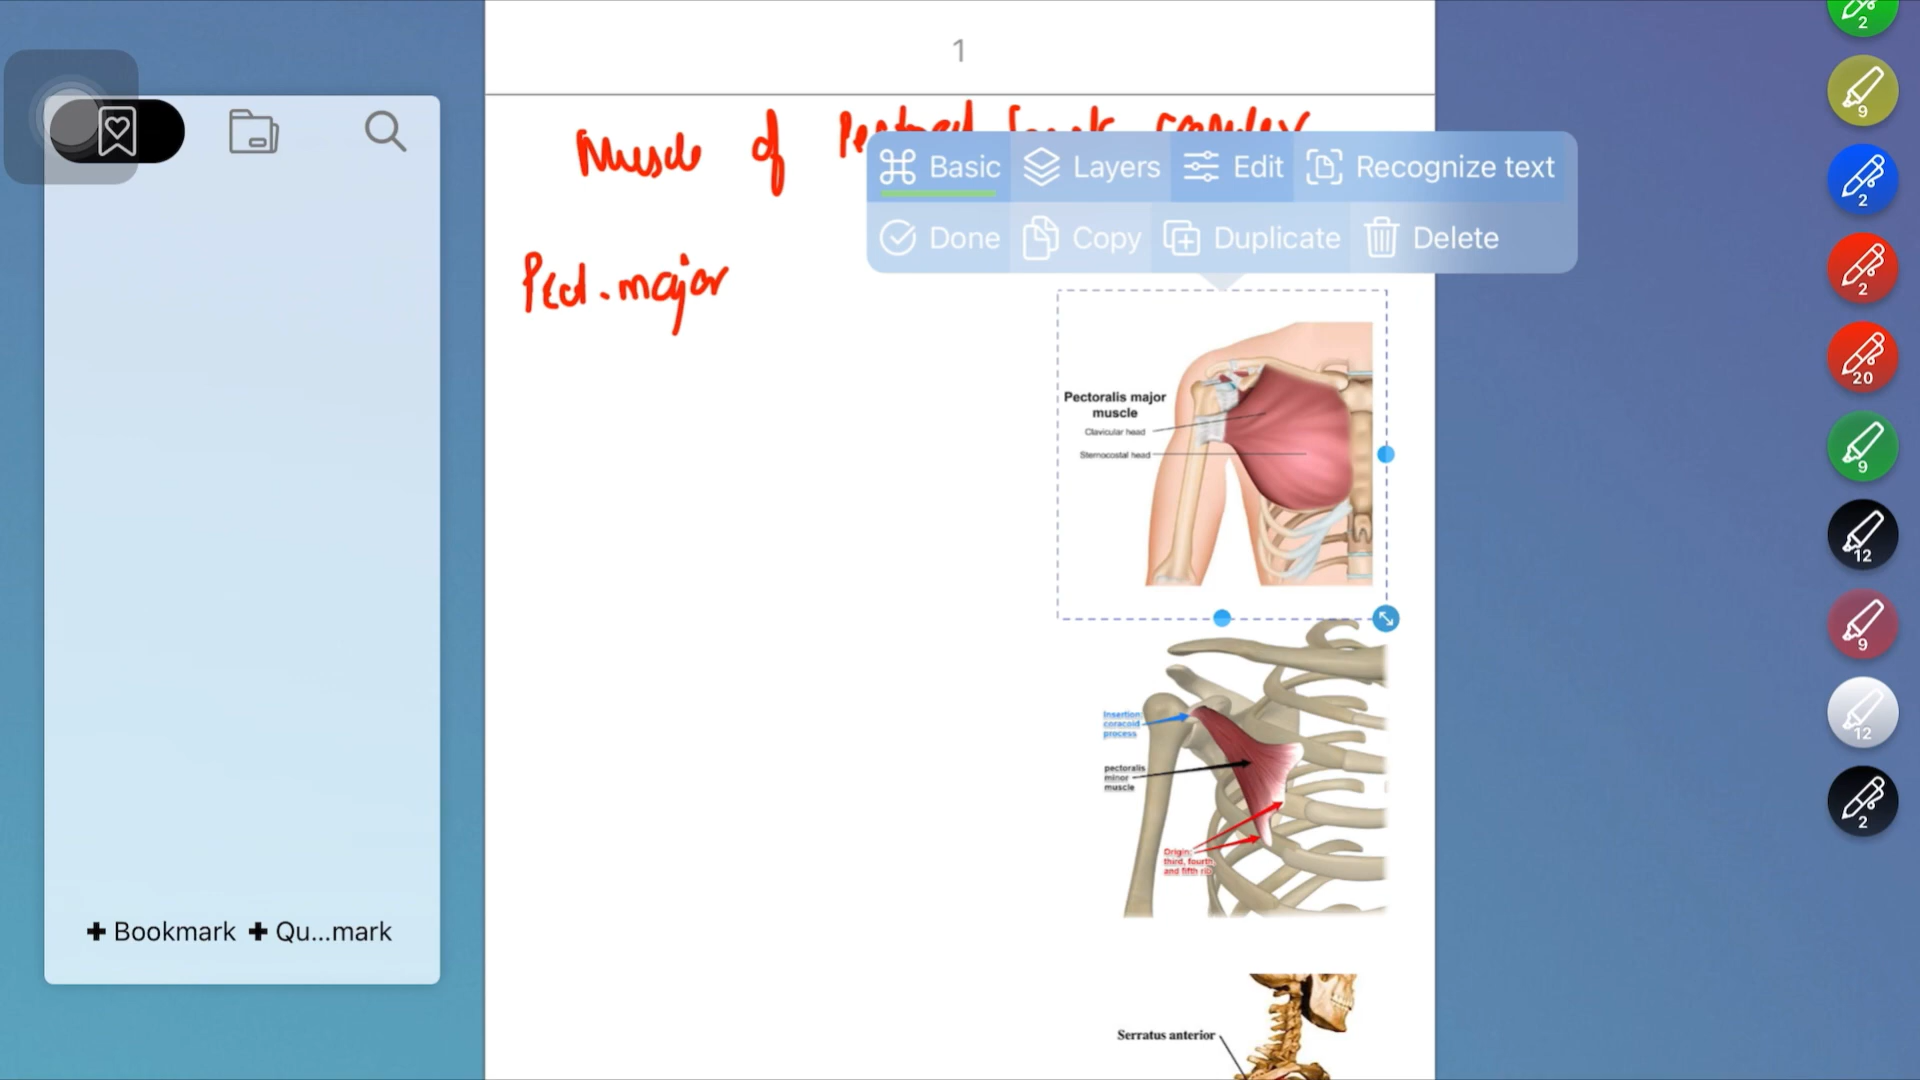 1
Muscle of
Basic Layers Edit Recognize text
Done Copy Duplicate Delete
Pect. major
Pectoralis major
muscle
Clavicular head
Sternocostal head
Insertion:
coracoid
process
pectoralis
minor
muscle
Origin:
third, fourth
and fifth rib
Serratus anterior
+ Bookmark + Qu...mark
2
9
2
2
20
9
12
9
12
2